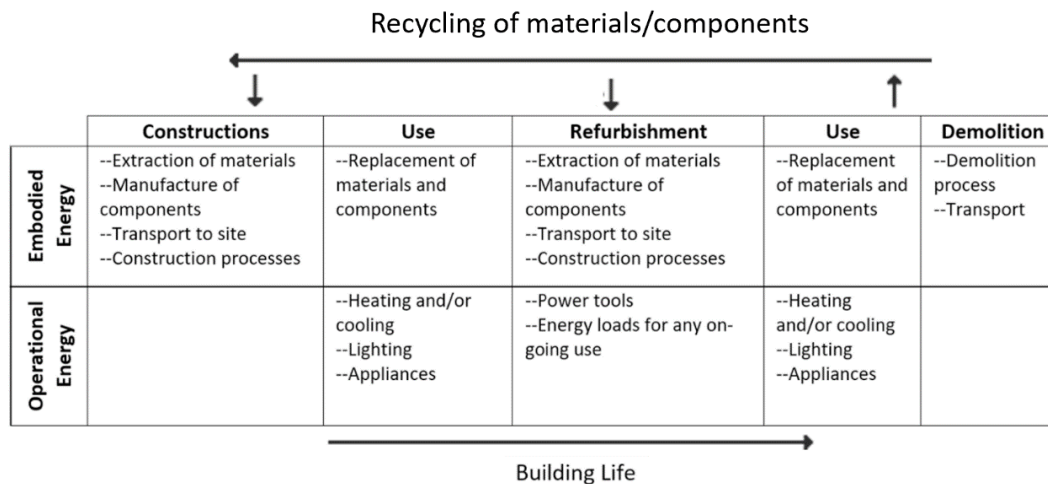 Recycling of materials/components
Constructions
Use
Refurbishment
Use
Demolition
Embodied
Energy
--Extraction of materials
--Manufacture of
components
--Transport to site
--Construction processes
--Replacement of
materials and
components
--Extraction of materials
--Manufacture of
components
--Transport to site
--Construction processes
--Replacement
of materials and
components
--Demolition
process
--Transport
Operational
Energy
--Heating and/or
cooling
--Lighting
--Appliances
--Power tools
--Energy loads for any on-
going use
--Heating
and/or cooling
--Lighting
--Appliances
Building Life